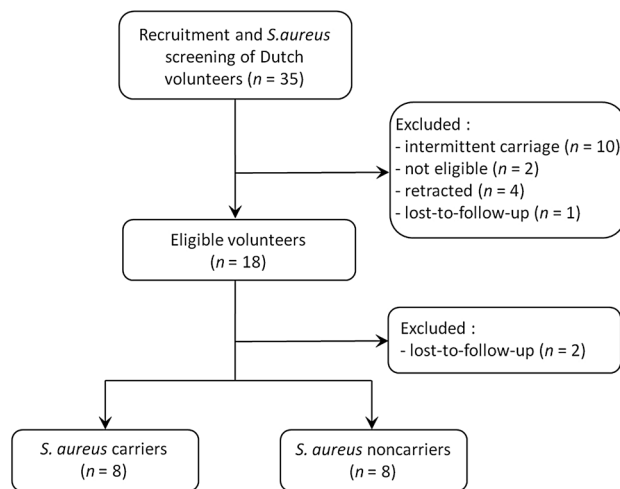 Recruitment and S.aureus
screening of Dutch
volunteers (n = 35)
Excluded :
- intermittent carriage (n = 10)
- not eligible (n = 2)
- retracted (n = 4)
- lost-to-follow-up (n = 1)
Eligible volunteers
(n = 18)
Excluded :
- lost-to-follow-up (n = 2)
S. aureus carriers
(n = 8)
S. aureus noncarriers
(n = 8)